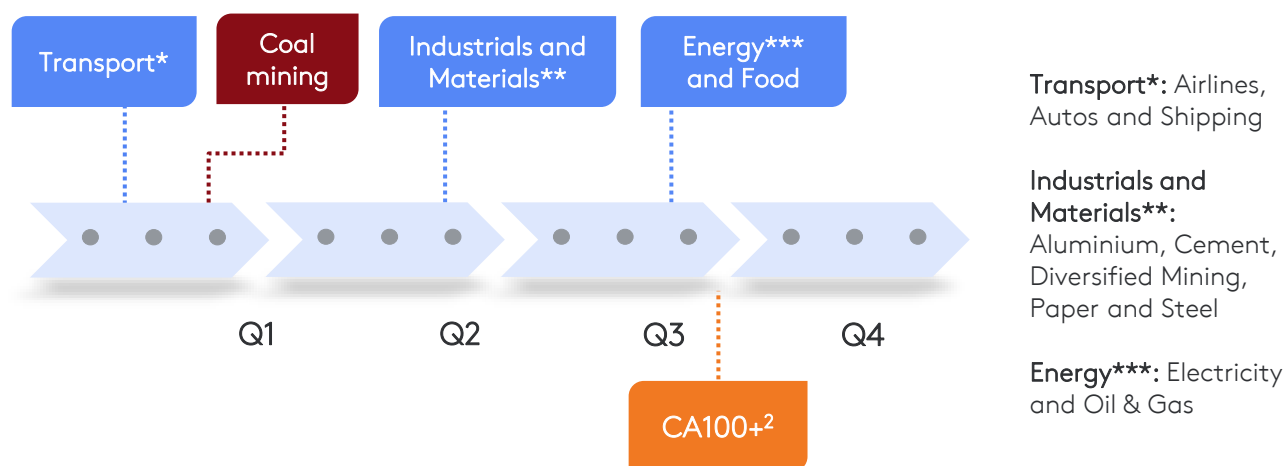 Transport*
Coal
mining
Industrials and
Materials**
Energy***
and Food
Q1
Q2
Q3
Q4
CA100+²
Transport*: Airlines,
Autos and Shipping
Industrials and
Materials**:
Aluminium, Cement,
Diversified Mining,
Paper and Steel
Energy***: Electricity
and Oil & Gas